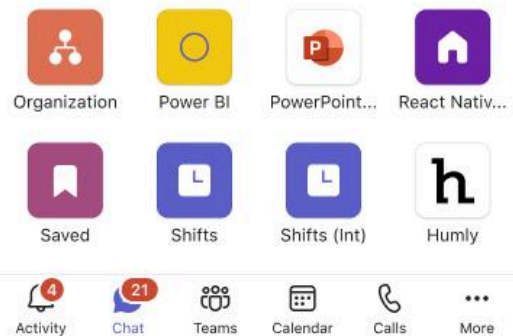 P
Organization Power BI PowerPoint... React Nativ...
h
Saved Shifts Shifts (Int) Humly
4 21
Activity Chat Teams Calendar Calls More